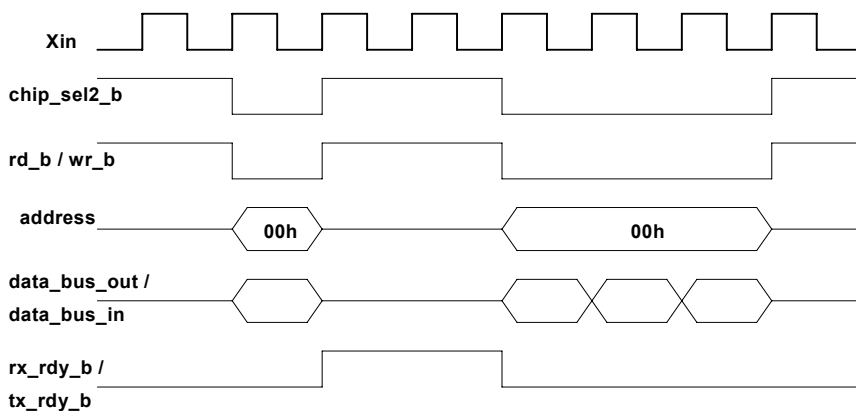 Xin
chip_sel2_b
rd_b / wr_b
address
00h
00h
data_bus_out /
data_bus_in
rx_rdy_b /
tx_rdy_b